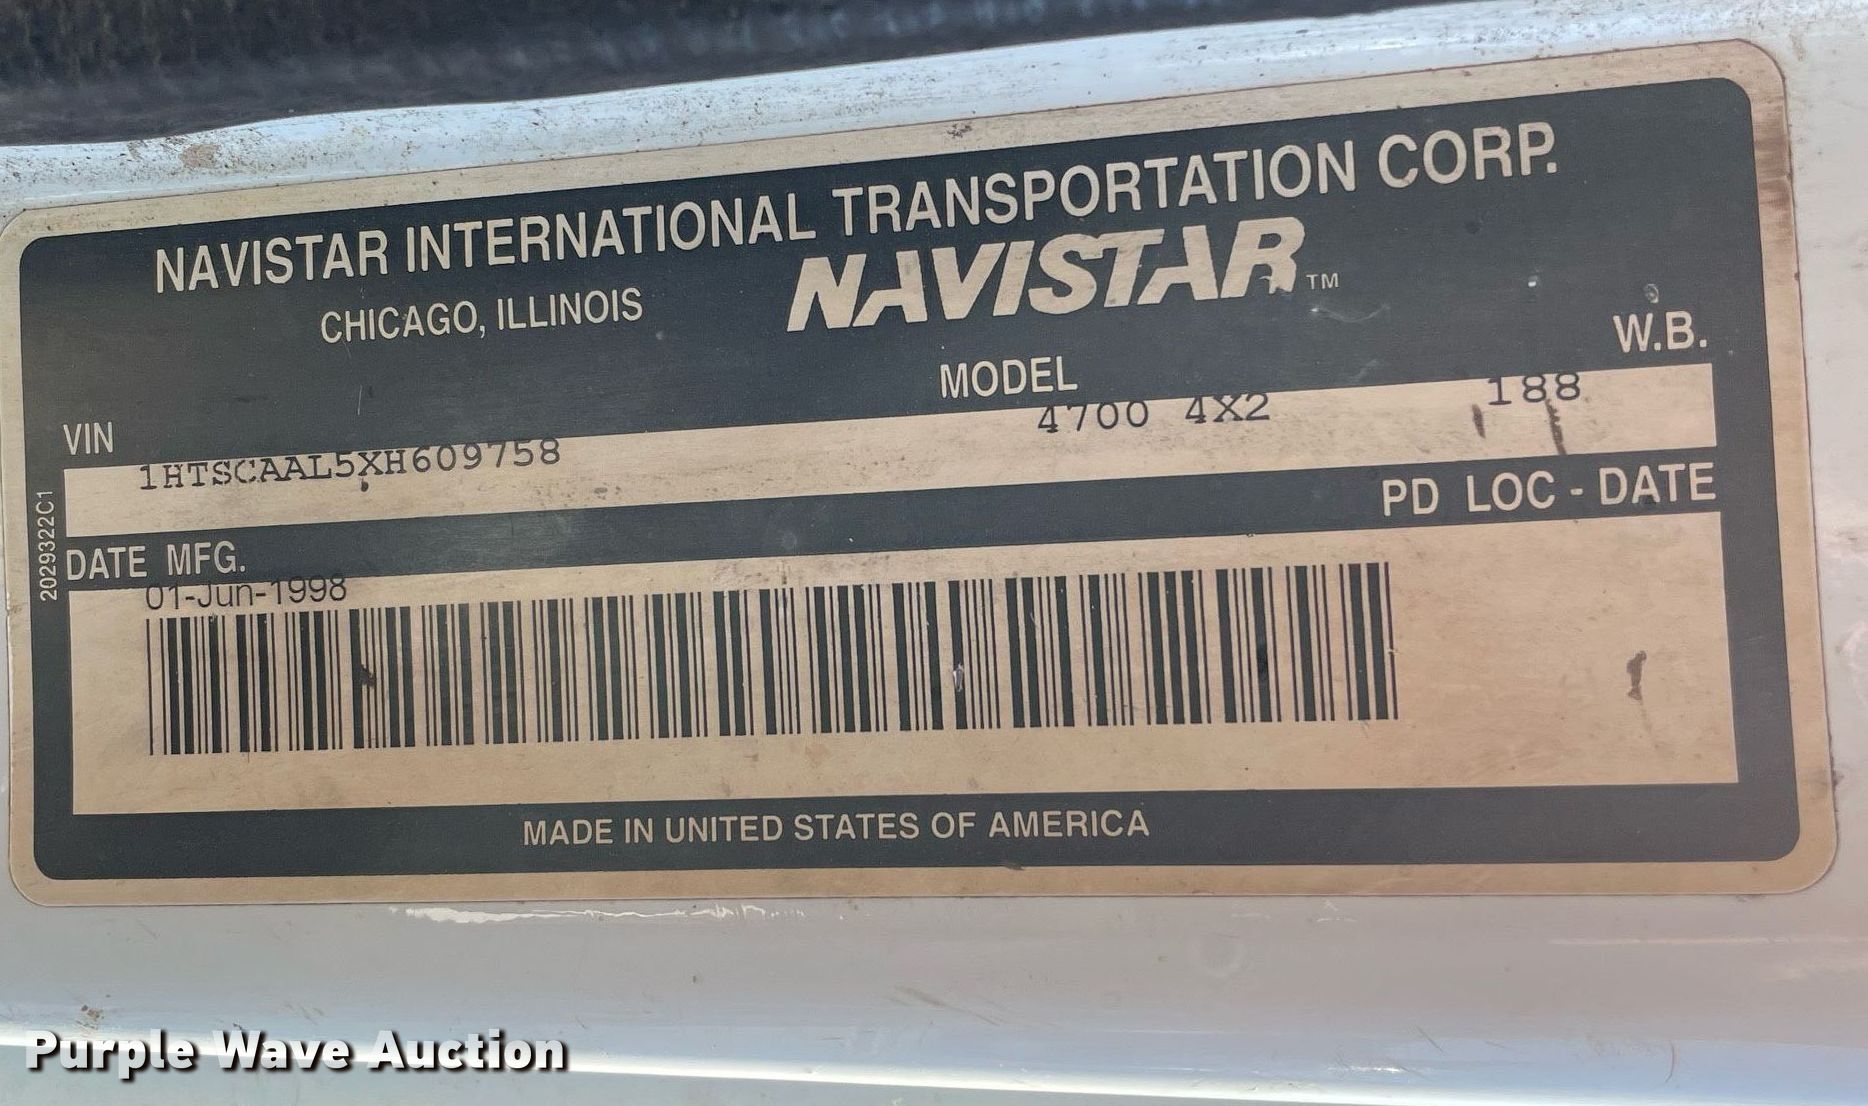 NAVISTAR INTERNATIONAL TRANSPORTATION CORP.
CHICAGO, ILLINOIS
NAVISTAR™
VIN
MODEL
W.B.
1HTSCAAL5XH609758
4700 4X2
188
2029322C1
DATE MFG.
PD LOC - DATE
01-Jun-1998
MADE IN UNITED STATES OF AMERICA
Purple Wave Auction